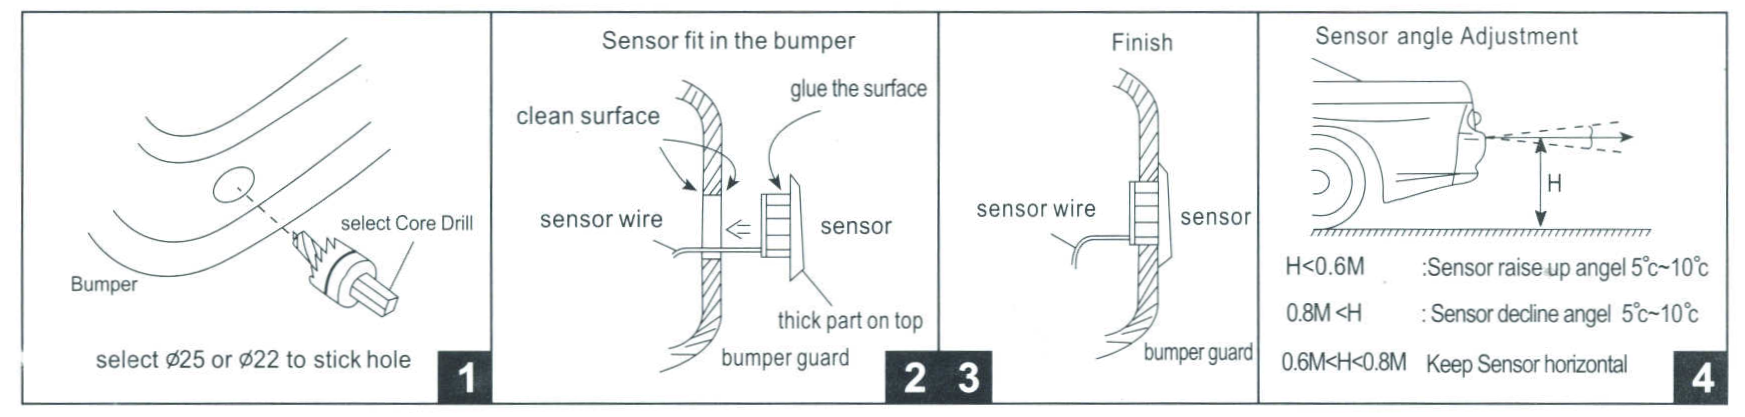 select Core Drill
Bumper
select Ø25 or Ø22 to stick hole
1
Sensor fit in the bumper
glue the surface
clean surface
sensor wire
sensor
thick part on top
bumper guard
2
Finish
sensor wire
sensor
bumper guard
3
Sensor angle Adjustment
H
H<0.6M :Sensor raise up angel 5°c~10°c
0.8M <H : Sensor decline angel 5°c~10°c
0.6M<H<0.8M Keep Sensor horizontal
4